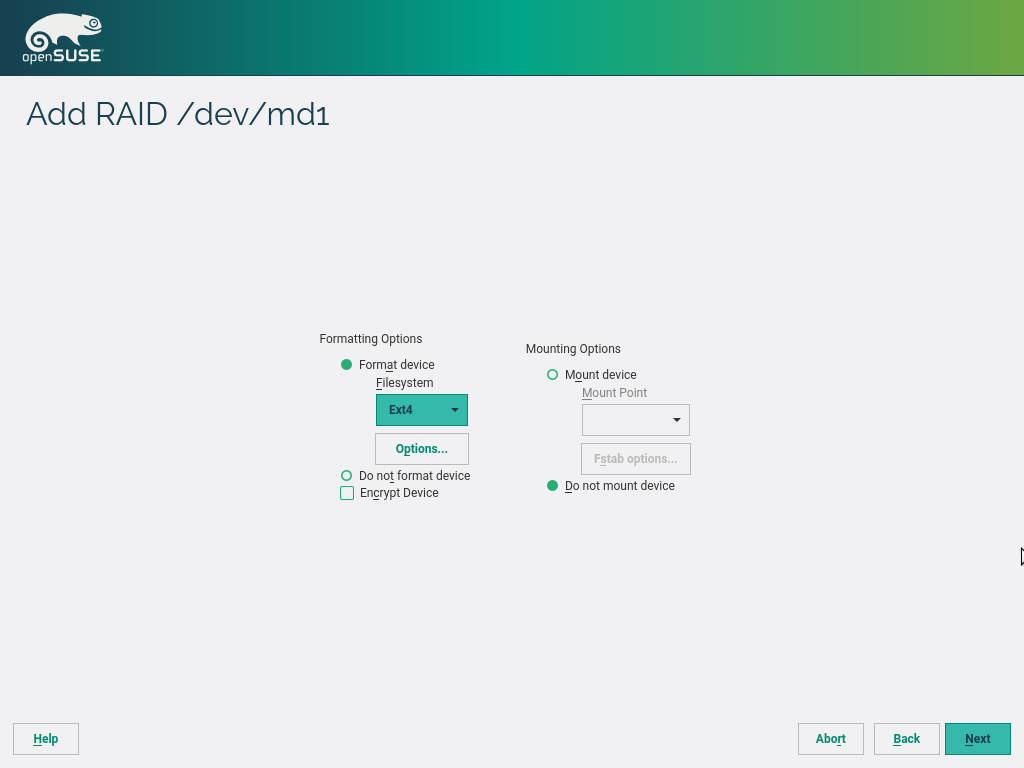 openSUSE
Add RAID /dev/md1
Formatting Options
Format device
Filesystem
Ext4
Options...
Do not format device
Encrypt Device
Mounting Options
Mount device
Mount Point
Fstab options...
Do not mount device
Help
Abort
Back
Next